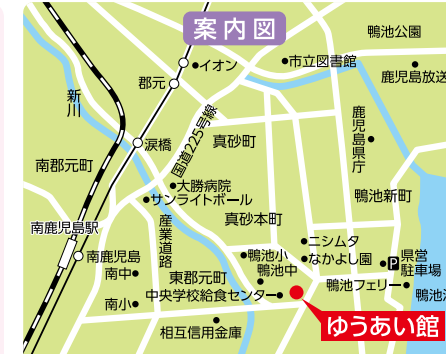 案内図
鴨池公園
イオン
市立図書館
鹿児島放送
郡元
新川
国道225号線
涙橋
真砂町
鹿児島県庁
南郡元町
大勝病院
サンライトボール
鴨池新町
真砂本町
産業道路
南鹿児島駅
南鹿児島
ニシムタ
鴨池小
なかよし園
県営
駐車場
P
南中
東郡元町
鴨池中
鴨池フェリー
中央学校給食センター
鴨池
南小
相互信用金庫
ゆうあい館